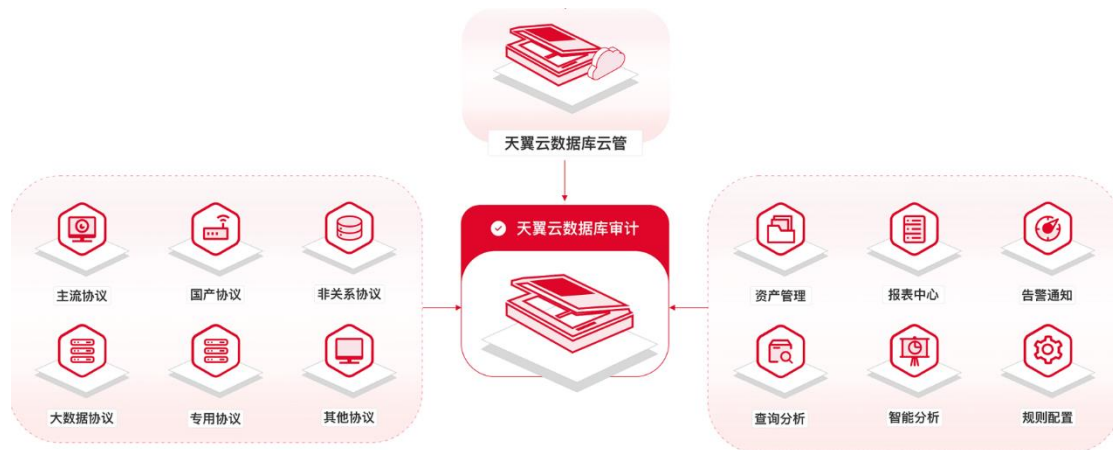 天翼云数据库云管
天翼云数据库审计
主流协议
国产协议
非关系协议
大数据协议
专用协议
其他协议
资产管理
报表中心
告警通知
查询分析
智能分析
规则配置